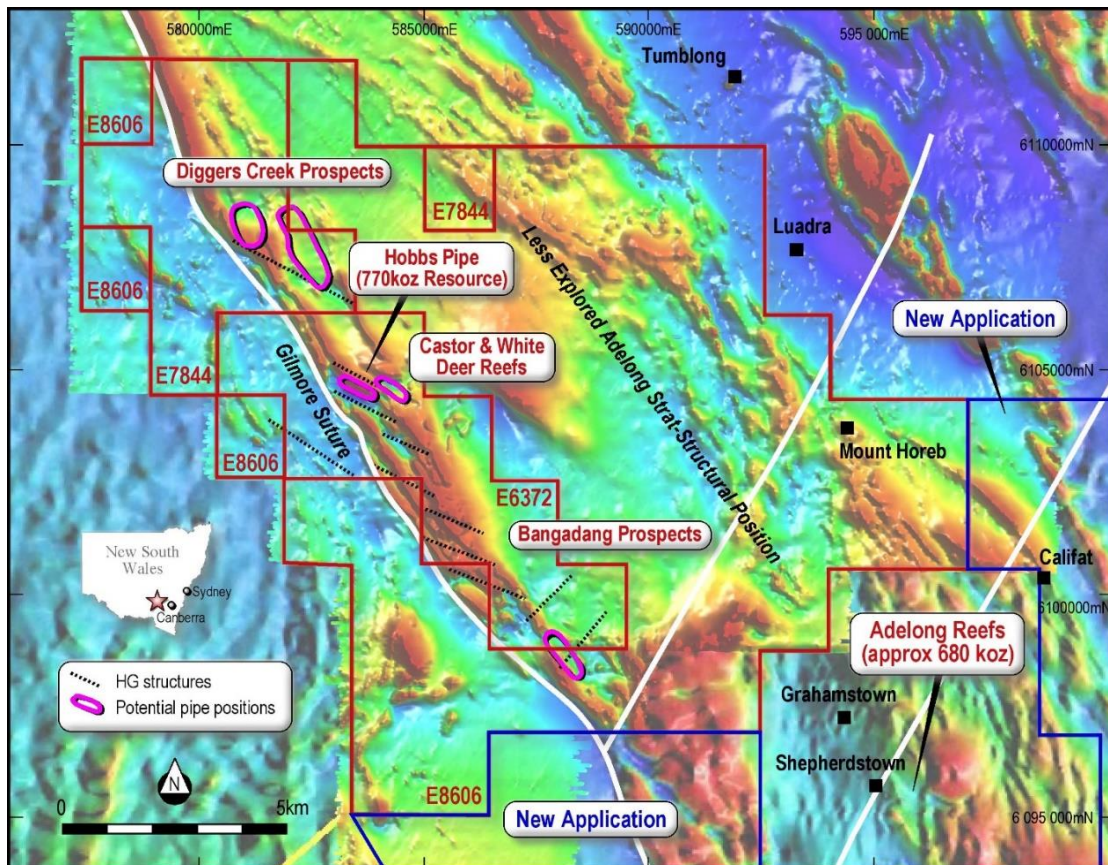 580000mE
585000mE
590000mE
595 000mE
Tumblong
E8606
6110000mN
Diggers Creek Prospects
E7844
Luadra
Hobbs Pipe
(770koz Resource)
E8606
Less Explored Adelong Strat-Structural Position
New Application
Castor & White
Deer Reefs
Gilmore Suture
E7844
6105000mN
Mount Horeb
E8606
E6372
Bangadang Prospects
New South
Wales
Sydney
Canberra
Califat
6100000mN
Adelong Reefs
(approx 680 koz)
HG structures
Potential pipe positions
Grahamstown
Shepherdstown
N
0
5km
E8606
New Application
6 095 000mN